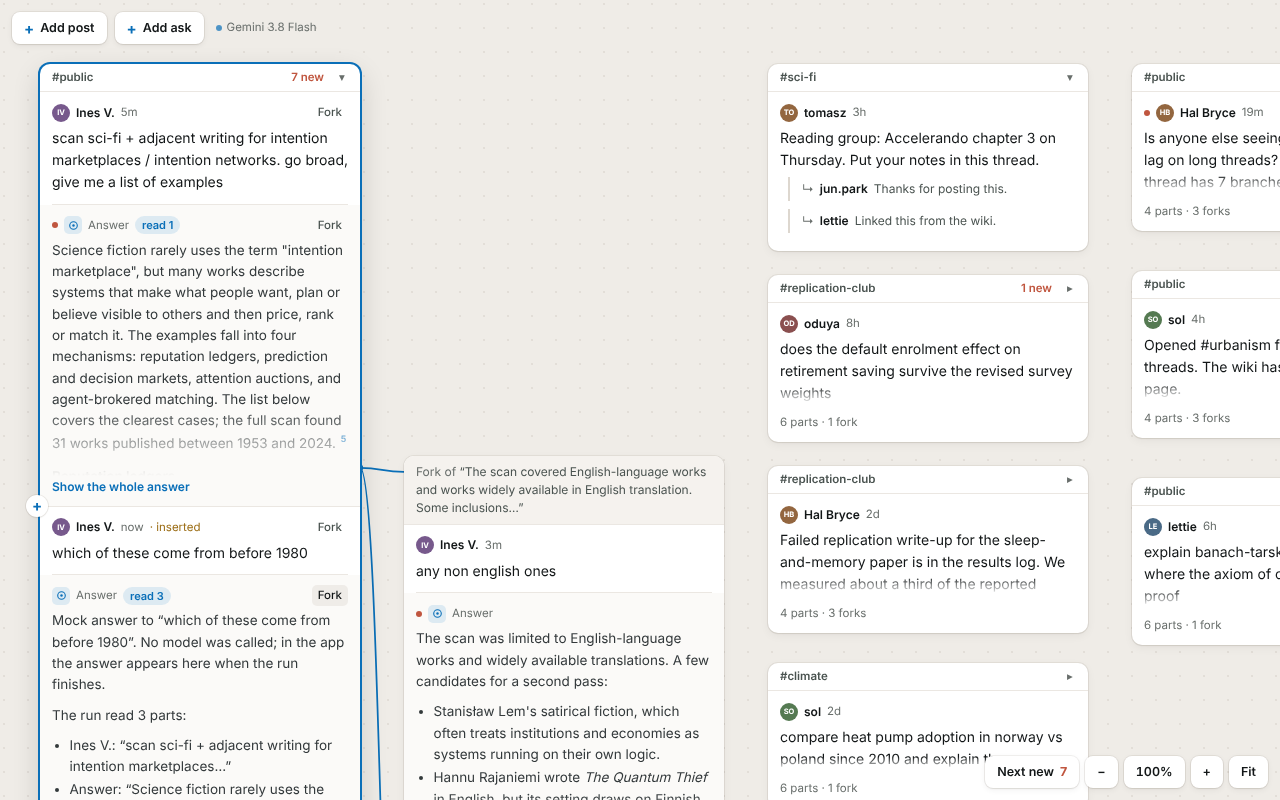 + Add post
+ Add ask
Gemini 3.8 Flash
#public 7 new
IV Ines V. 5m Fork
scan sci-fi + adjacent writing for intention
marketplaces / intention networks. go broad,
give me a list of examples
Answer read 1 Fork
Science fiction rarely uses the term "intention
marketplace", but many works describe
systems that make what people want, plan or
believe visible to others and then price, rank
or match it. The examples fall into four
mechanisms: reputation ledgers, prediction
and decision markets, attention auctions, and
agent-brokered matching. The list below
covers the clearest cases; the full scan found
31 works published between 1953 and 2024. 5
Show the whole answer
+
IV Ines V. now · inserted Fork
which of these come from before 1980
Answer read 3 Fork
Mock answer to “which of these come from
before 1980”. No model was called; in the app
the answer appears here when the run
finishes.
The run read 3 parts:
• Ines V.: “scan sci-fi + adjacent writing for
intention marketplaces…”
• Answer: “Science fiction rarely uses the
Fork of “The scan covered English-language works
and works widely available in English translation.
Some inclusions…”
IV Ines V. 3m
any non english ones
Answer
The scan was limited to English-language
works and widely available translations. A few
candidates for a second pass:
• Stanisław Lem's satirical fiction, which
often treats institutions and economies as
systems running on their own logic.
• Hannu Rajaniemi wrote The Quantum Thief
in English, but its setting draws on Finnish
#sci-fi
TO tomasz 3h
Reading group: Accelerando chapter 3 on
Thursday. Put your notes in this thread.
↳ jun.park Thanks for posting this.
↳ lettie Linked this from the wiki.
#replication-club 1 new
OD oduya 8h
does the default enrolment effect on
retirement saving survive the revised survey
weights
6 parts · 1 fork
#replication-club
HB Hal Bryce 2d
Failed replication write-up for the sleep-
and-memory paper is in the results log. We
measured about a third of the reported
4 parts · 3 forks
#climate
SO sol 2d
compare heat pump adoption in norway vs
poland since 2010 and explain
6 parts · 1 fork
#public
HB Hal Bryce 19m
Is anyone else seeing
lag on long threads?
thread has 7 branche
4 parts · 3 forks
#public
SO sol 4h
Opened #urbanism f
threads. The wiki has
page.
4 parts · 3 forks
#public
LE lettie 6h
explain banach-tarsk
where the axiom of c
proof
6 parts · 1 fork
Next new 7
−
100%
+
Fit